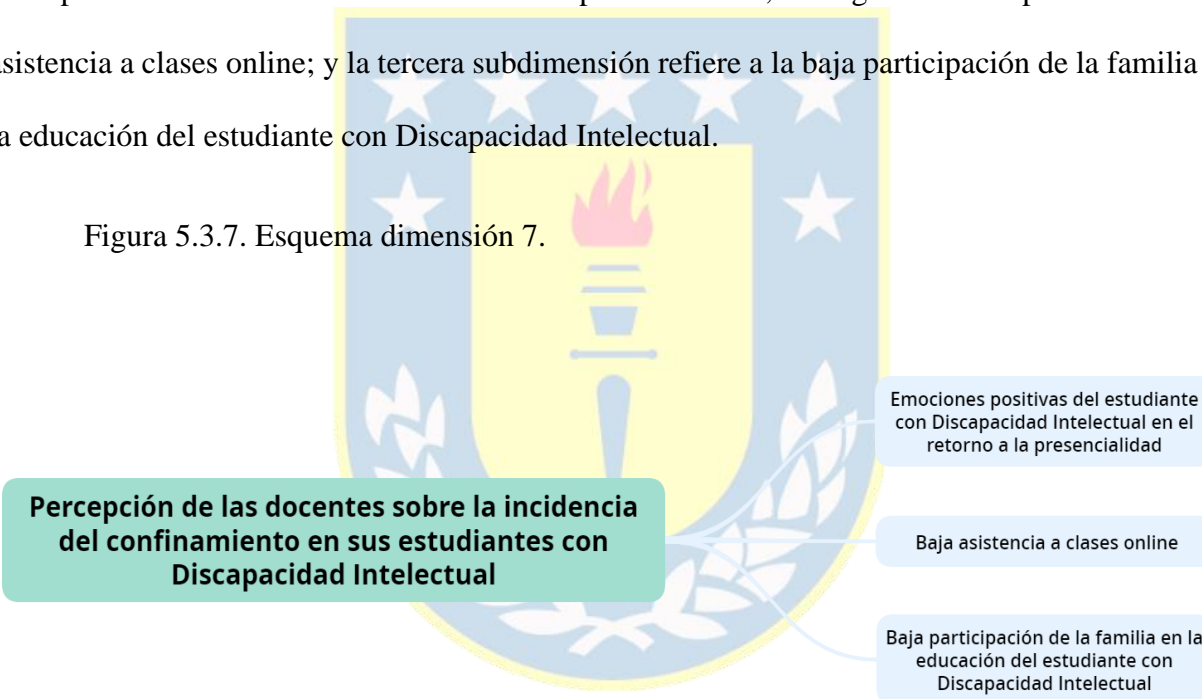 asistencia a clases online; y la tercera subdimensión refiere a la baja participación de la familia
a educación del estudiante con Discapacidad Intelectual.
Figura 5.3.7. Esquema dimensión 7.
Emociones positivas del estudiante
con Discapacidad Intelectual en el
retorno a la presencialidad
Percepción de las docentes sobre la incidencia
del confinamiento en sus estudiantes con
Discapacidad Intelectual
Baja asistencia a clases online
Baja participación de la familia en la
educación del estudiante con
Discapacidad Intelectual